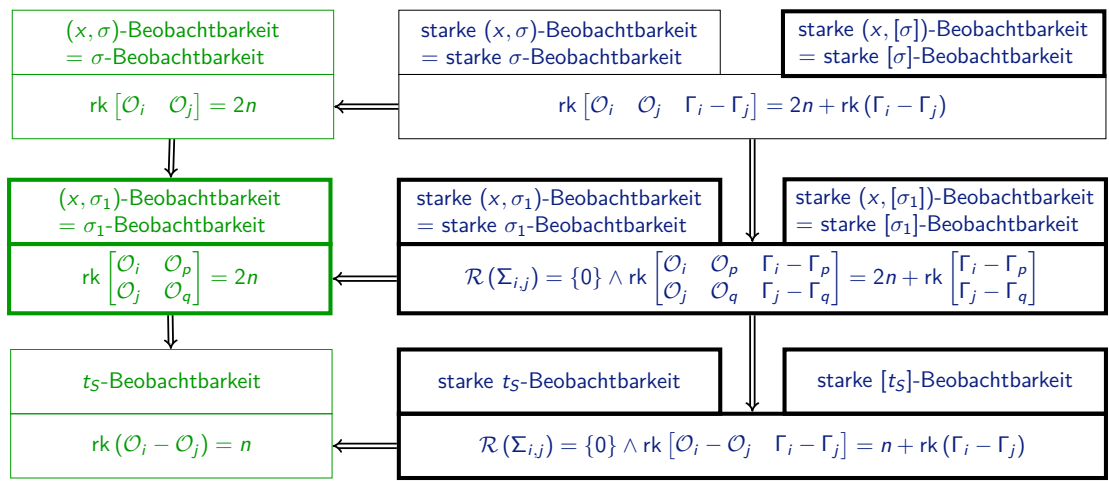 (x, σ)-Beobachtbarkeit
= σ-Beobachtbarkeit
rk [𝒪_i 𝒪_j] = 2n
starke (x, σ)-Beobachtbarkeit
= starke σ-Beobachtbarkeit
starke (x, [σ])-Beobachtbarkeit
= starke [σ]-Beobachtbarkeit
rk [𝒪_i 𝒪_j Γ_i − Γ_j] = 2n + rk (Γ_i − Γ_j)
(x, σ_1)-Beobachtbarkeit
= σ_1-Beobachtbarkeit
rk [𝒪_i 𝒪_p; 𝒪_j 𝒪_q] = 2n
starke (x, σ_1)-Beobachtbarkeit
= starke σ_1-Beobachtbarkeit
starke (x, [σ_1])-Beobachtbarkeit
= starke [σ_1]-Beobachtbarkeit
ℛ (Σ_{i,j}) = {0} ∧ rk [𝒪_i 𝒪_p Γ_i − Γ_p; 𝒪_j 𝒪_q Γ_j − Γ_q] = 2n + rk [Γ_i − Γ_p; Γ_j − Γ_q]
t_S-Beobachtbarkeit
rk (𝒪_i − 𝒪_j) = n
starke t_S-Beobachtbarkeit
starke [t_S]-Beobachtbarkeit
ℛ (Σ_{i,j}) = {0} ∧ rk [𝒪_i − 𝒪_j Γ_i − Γ_j] = n + rk (Γ_i − Γ_j)